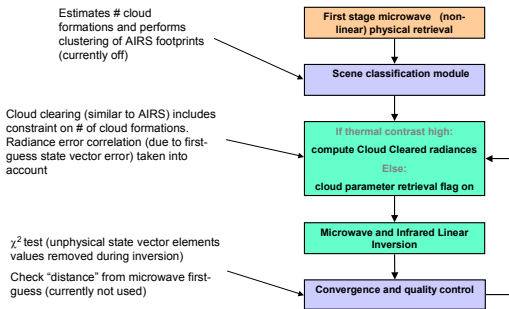 Estimates # cloud
formations and performs
clustering of AIRS footprints
(currently off)
First stage microwave (non-
linear) physical retrieval
Scene classification module
Cloud clearing (similar to AIRS) includes
constraint on # of cloud formations.
Radiance error correlation (due to first-
guess state vector error) taken into
account
If thermal contrast high:
compute Cloud Cleared radiances
Else:
cloud parameter retrieval flag on
Microwave and Infrared Linear
Inversion
χ2 test (unphysical state vector elements
values removed during inversion)
Check “distance” from microwave first-
guess (currently not used)
Convergence and quality control